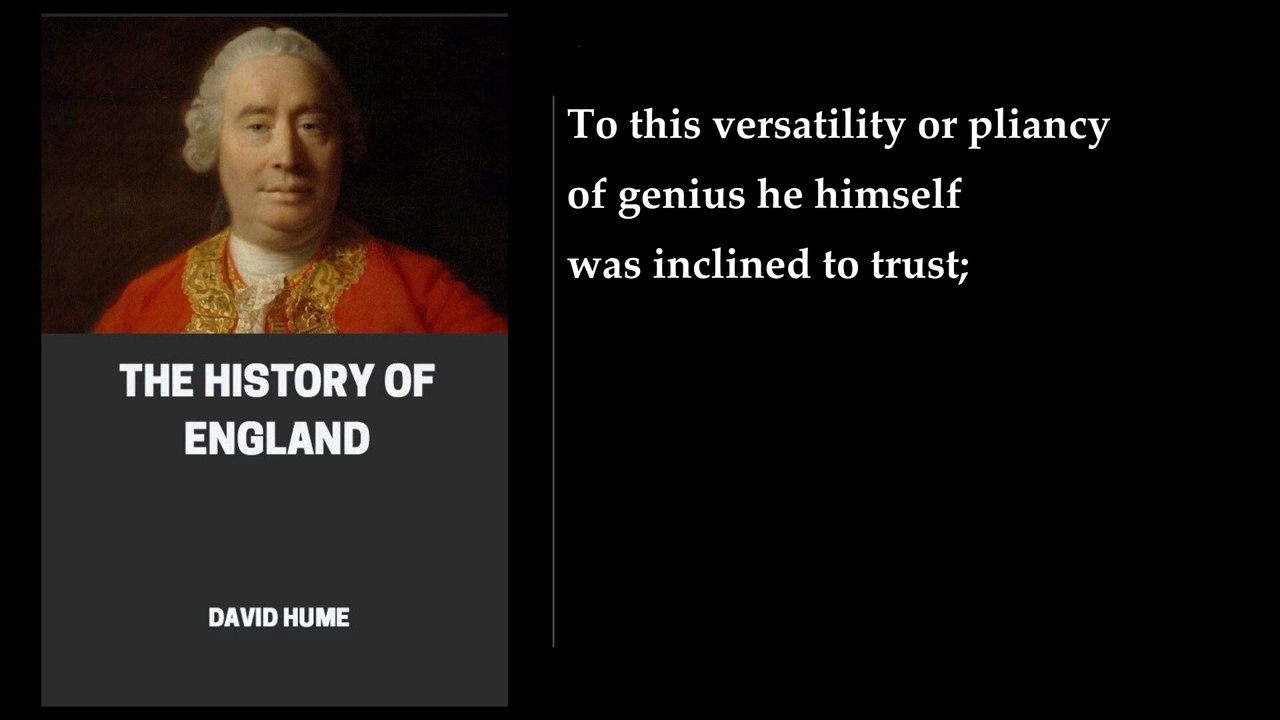 THE HISTORY OF
ENGLAND
DAVID HUME
To this versatility or pliancy
of genius he himself
was inclined to trust;